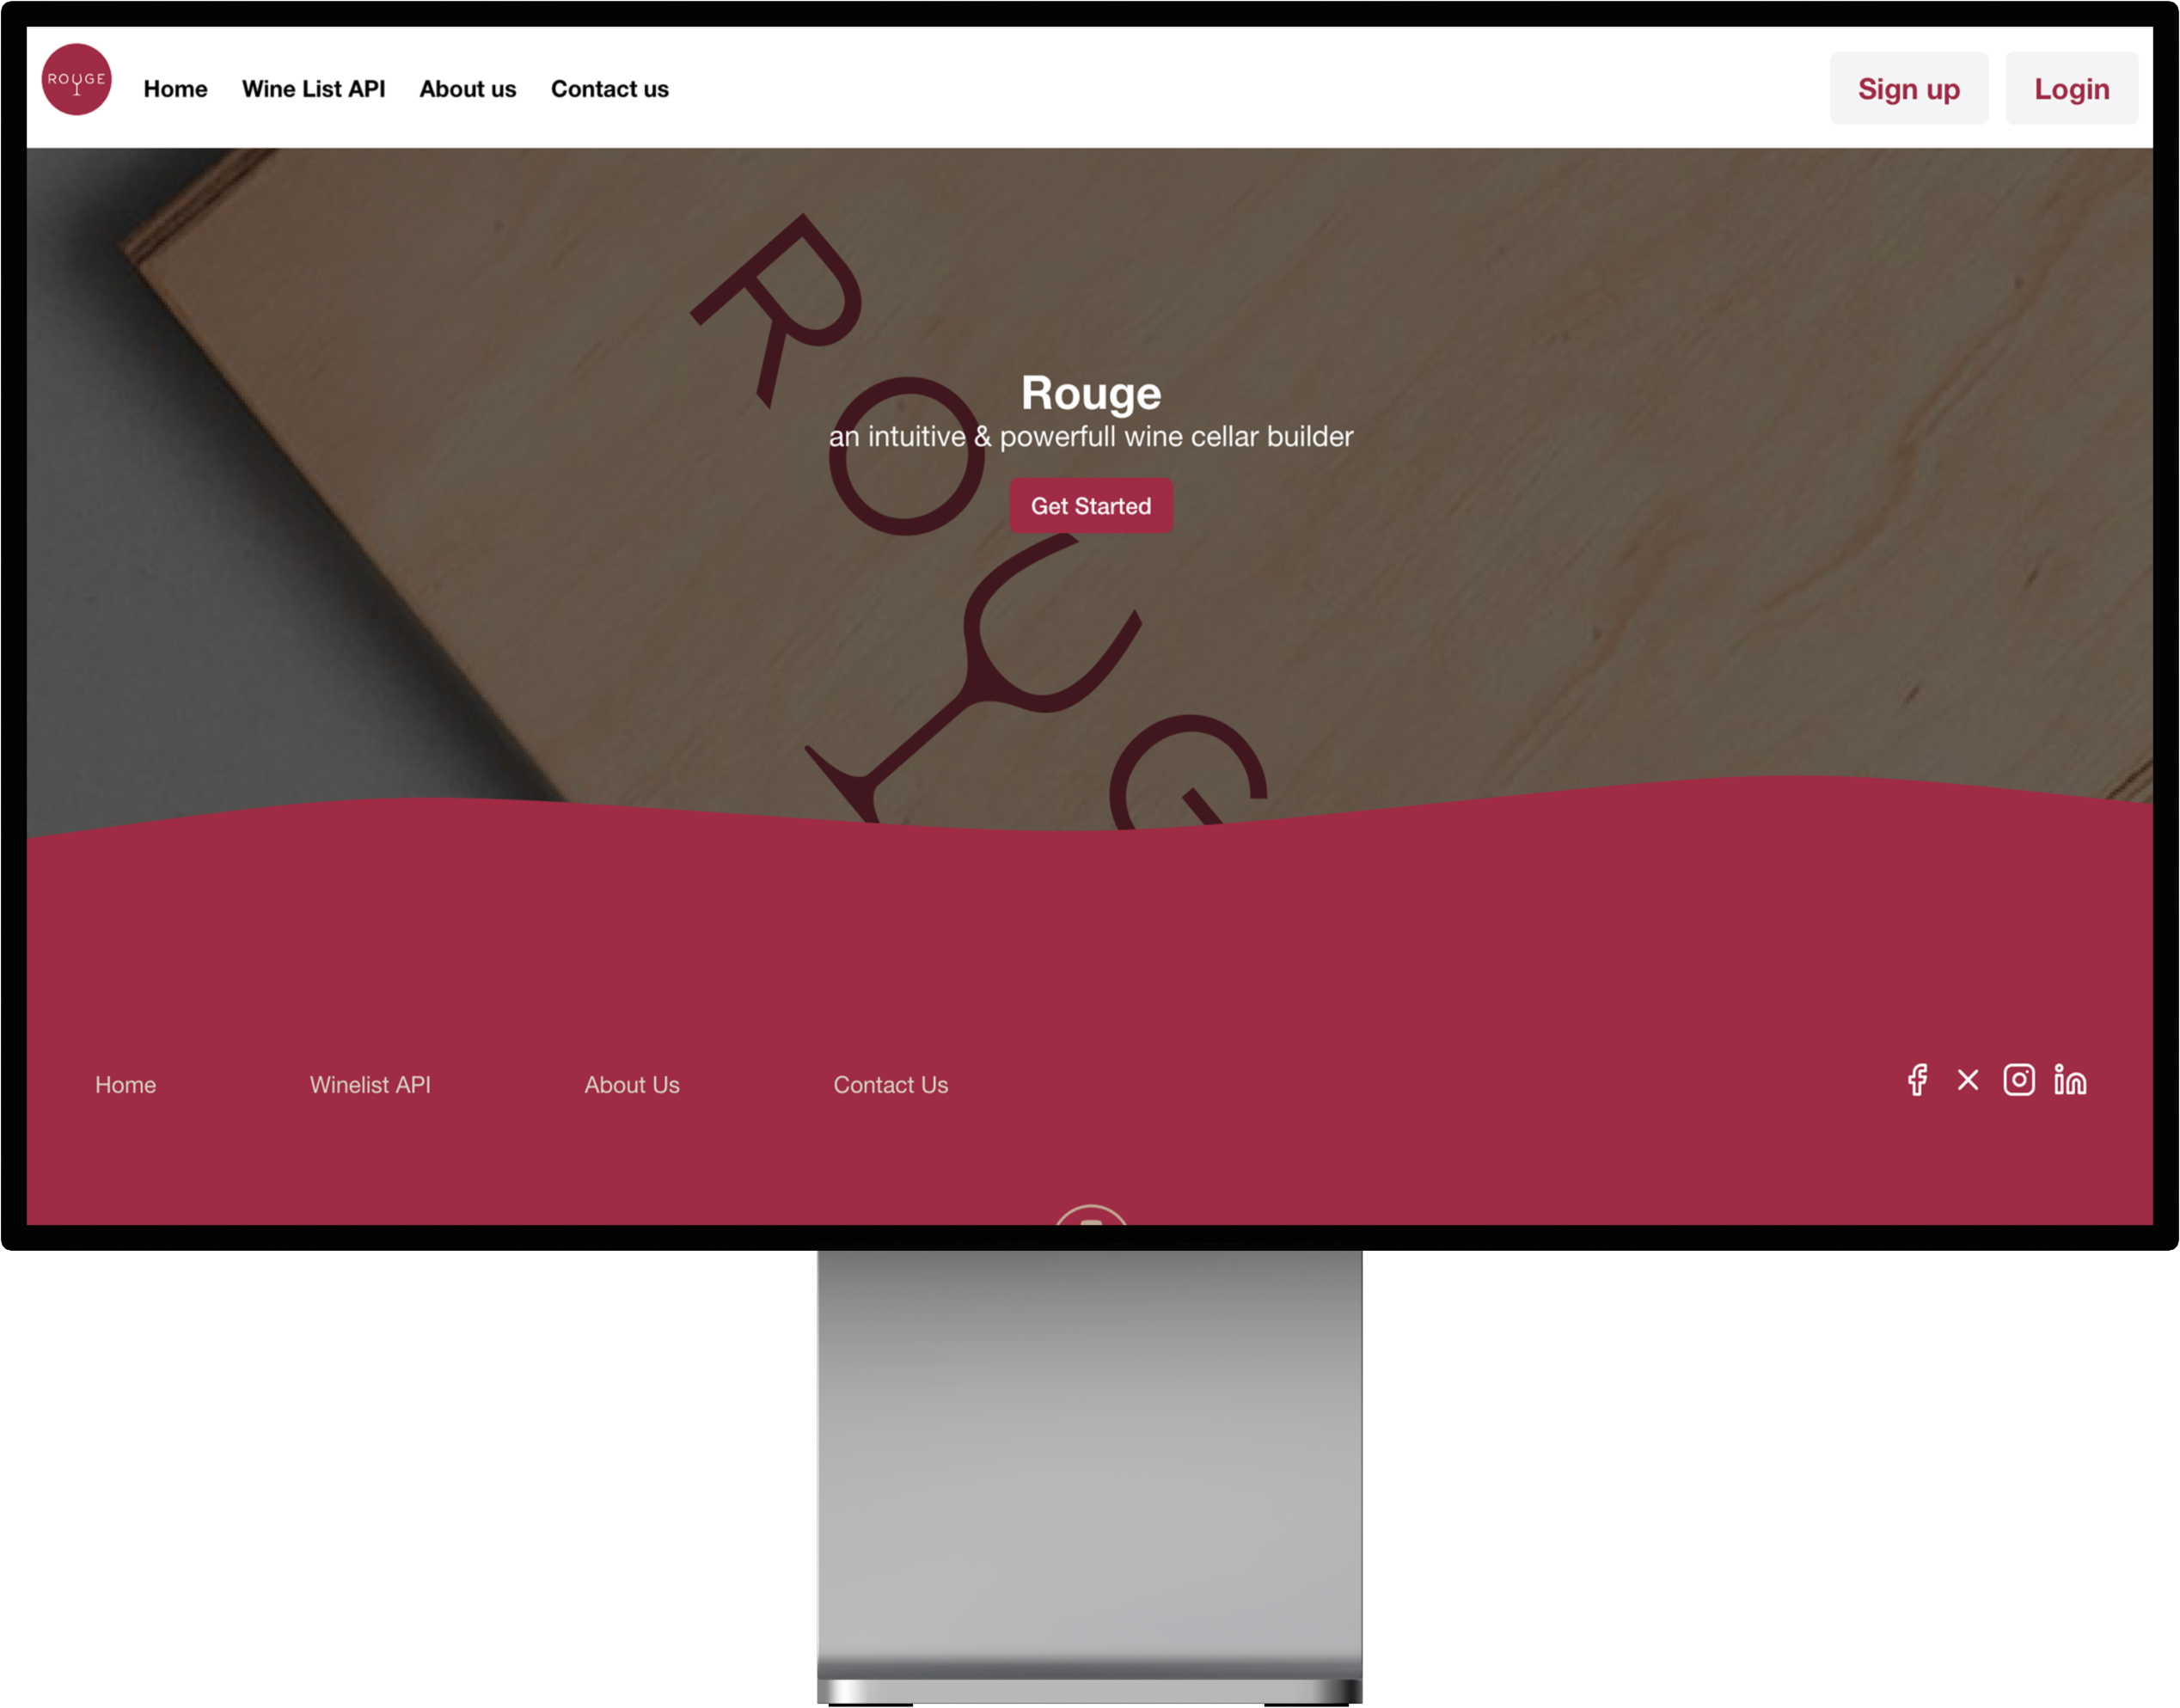 ROUGE
Home Wine List API About us Contact us Sign up Login
ROUG
Rouge
an intuitive & powerfull wine cellar builder
Get Started
Home Winelist API About Us Contact Us